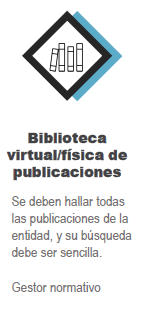 Biblioteca
virtual/física de
publicaciones
Se deben hallar todas
las publicaciones de la
entidad, y su búsqueda
debe ser sencilla.
Gestor normativo